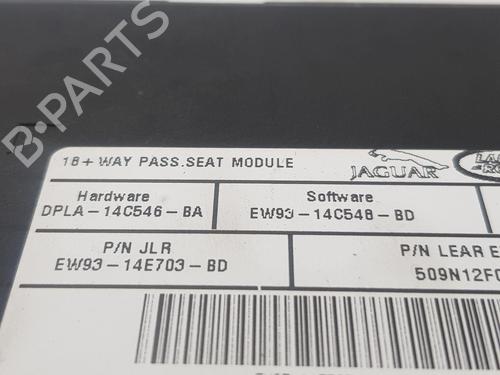 B-PARTS
18+ WAY PASS.SEAT MODULE
JAGUAR
LAND
Hardware
Software
DPLA-14C546-BA
EW93-14C548-BD
P/N JLR
P/N LEAR
EW93-14E703-BD
509N12F